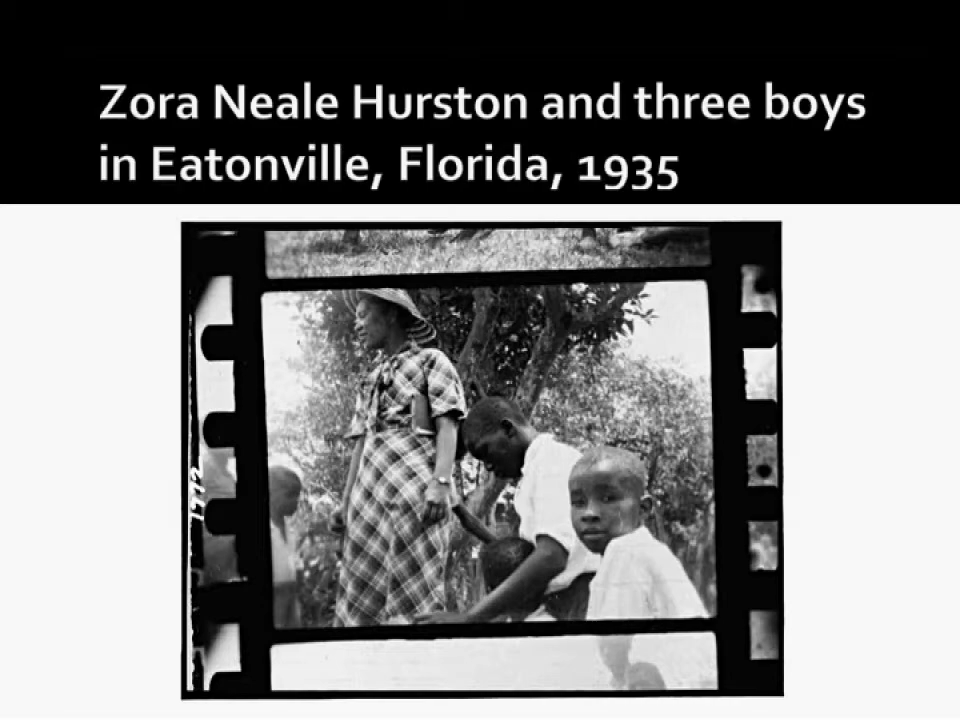 Zora Neale Hurston and three boys
in Eatonville, Florida, 1935